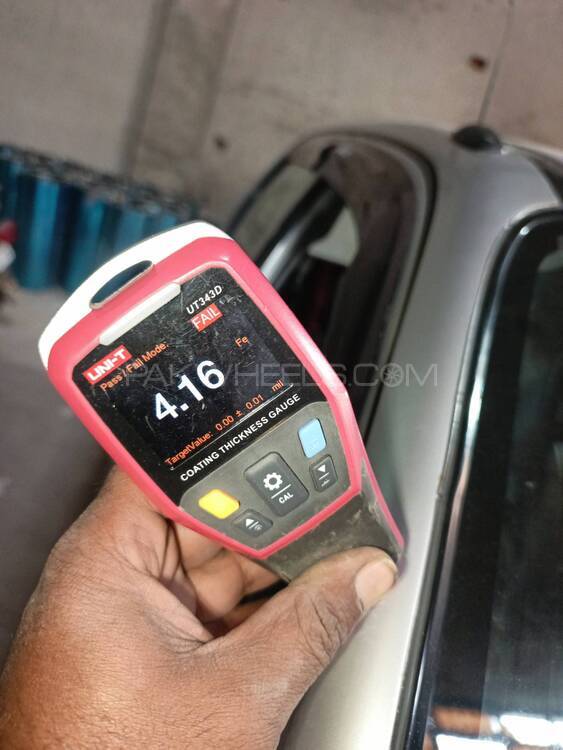 UT343D
UNI-T
FAIL
Pass / Fail Mode:
Fe
4.16
mil
TargetValue: 0.00 ± 0.01
COATING THICKNESS GAUGE
CAL
PAKWHEELS.COM